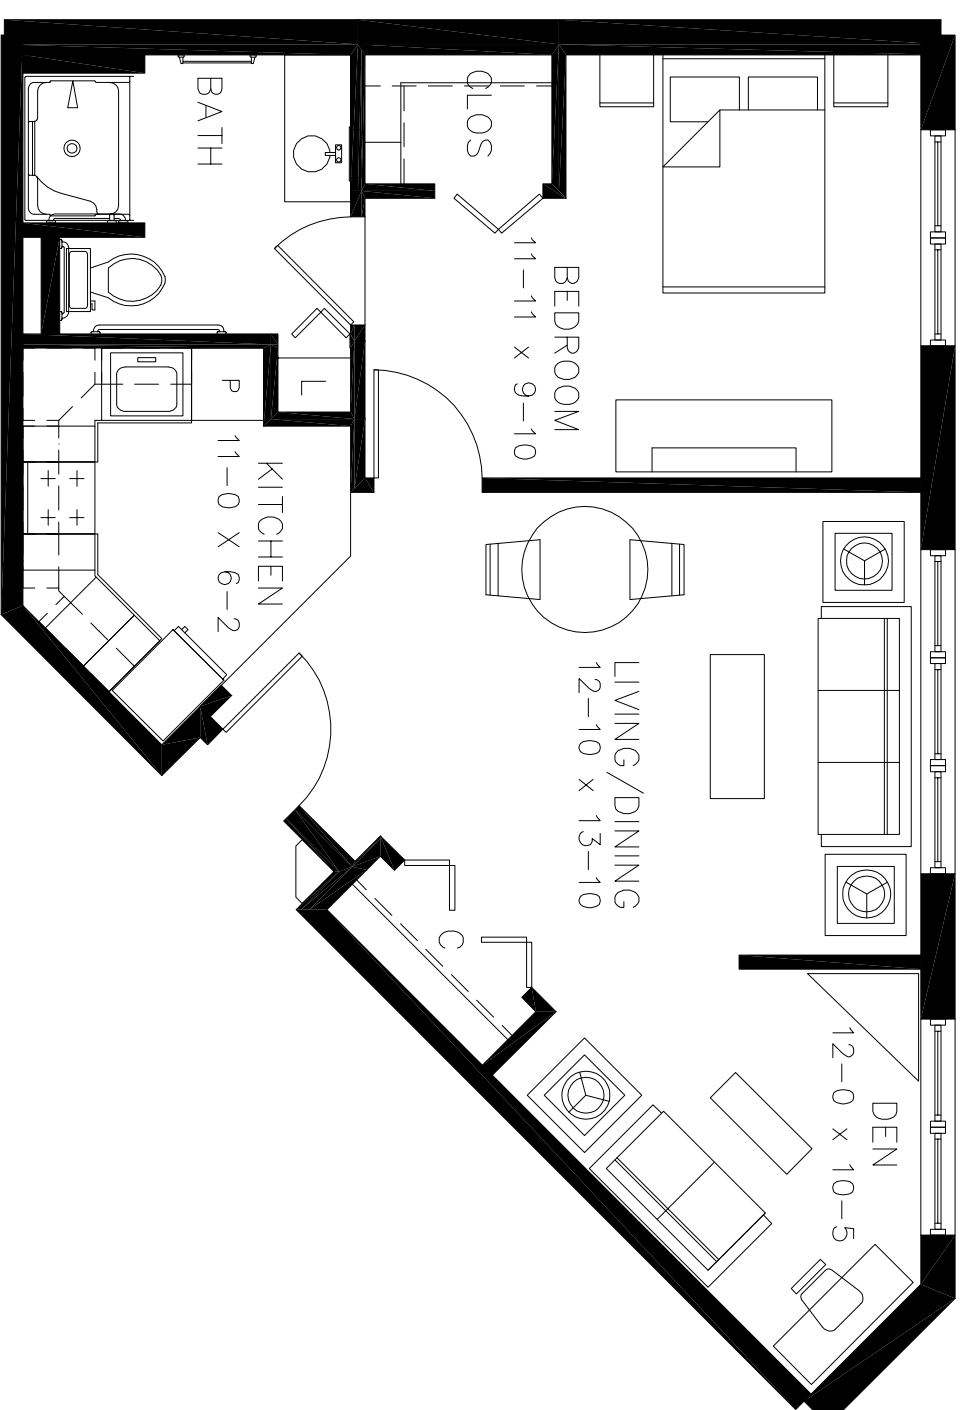 BATH
CLOS
BEDROOM
11-11 x 9-10
P
L
KITCHEN
11-0 X 6-2
LIVING/DINING
12-10 x 13-10
C
DEN
12-0 x 10-5